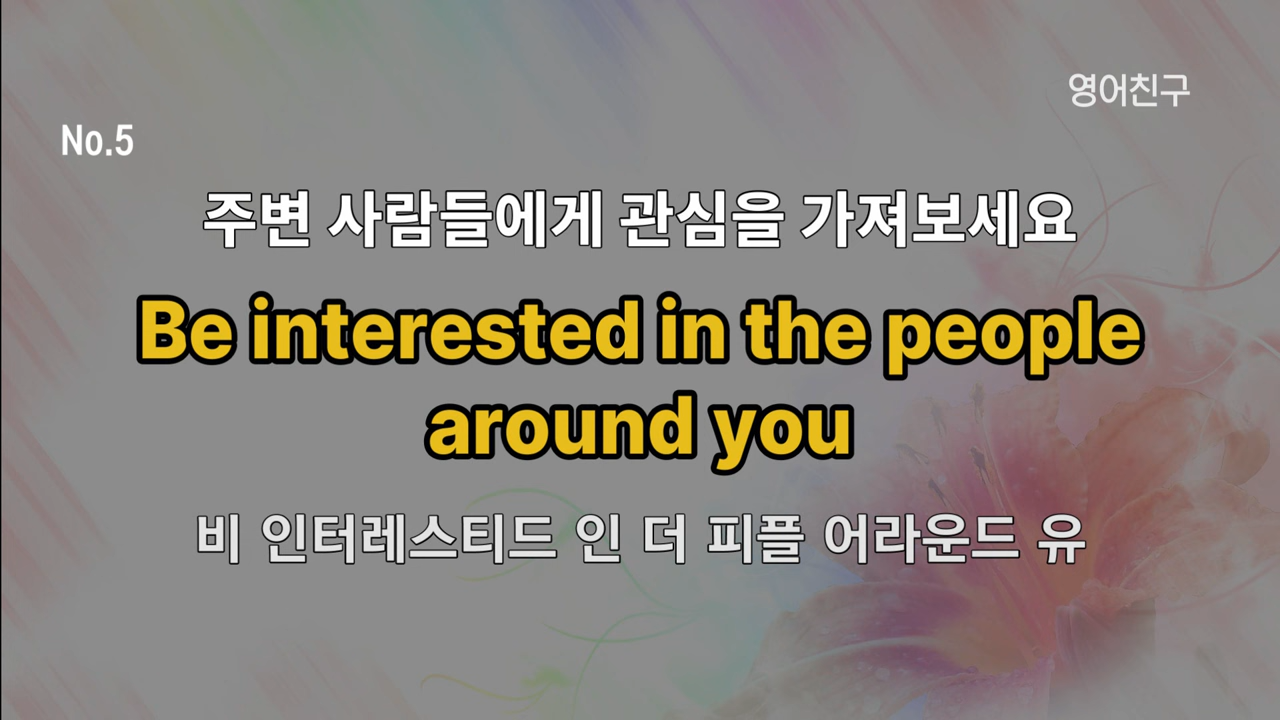 영어친구
No.5
주변 사람들에게 관심을 가져보세요
Be interested in the people
around you
비 인터레스티드 인 더 피플 어라운드 유